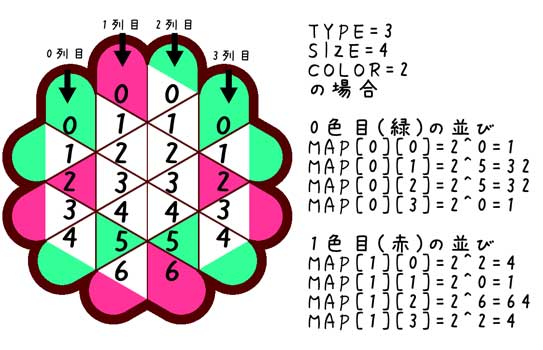 0列目
1列目
2列目
3列目
0 0
0 1 1 0
1 2 2 1
2 3 3 2
3 4 4 3
4 5 5 4
6 6
TYPE=3
SIZE=4
COLOR=2
の場合
0色目(緑)の並び
MAP[0][0]=2^0=1
MAP[0][1]=2^5=32
MAP[0][2]=2^5=32
MAP[0][3]=2^0=1
1色目(赤)の並び
MAP[1][0]=2^2=4
MAP[1][1]=2^0=1
MAP[1][2]=2^6=64
MAP[1][3]=2^2=4